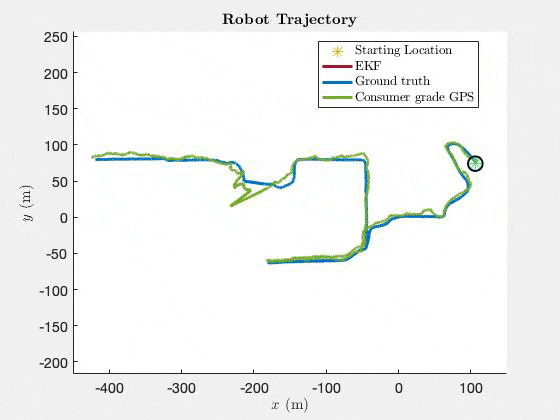 Robot Trajectory
Starting Location
EKF
Ground truth
Consumer grade GPS
250
200
150
100
50
0
-50
-100
-150
-200
y (m)
-400 -300 -200 -100 0 100
x (m)